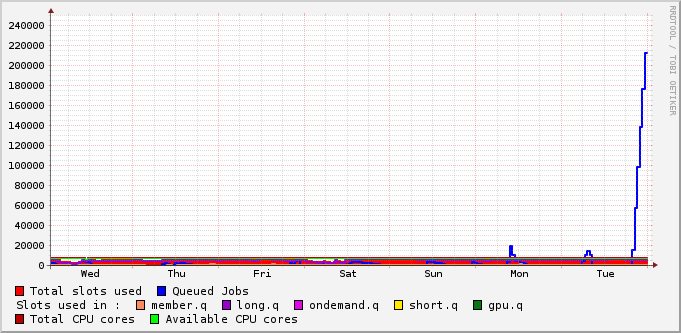 RRDTOOL / TOBI OETIKER
240000
220000
200000
180000
160000
140000
120000
100000
80000
60000
40000
20000
0
Wed Thu Fri Sat Sun Mon Tue
Total slots used Queued Jobs
Slots used in : member.q long.q ondemand.q short.q gpu.q
Total CPU cores Available CPU cores